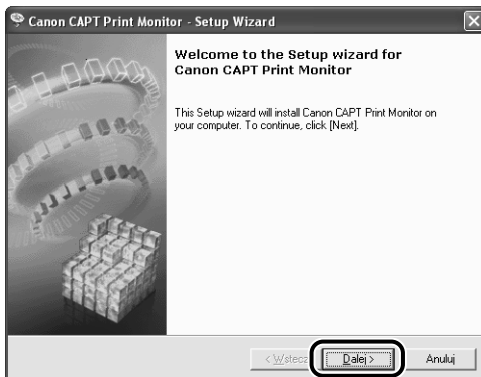 Canon CAPT Print Monitor - Setup Wizard
Welcome to the Setup wizard for
Canon CAPT Print Monitor
This Setup wizard will install Canon CAPT Print Monitor on
your computer. To continue, click [Next].
< Wstecz
Dalej >
Anuluj